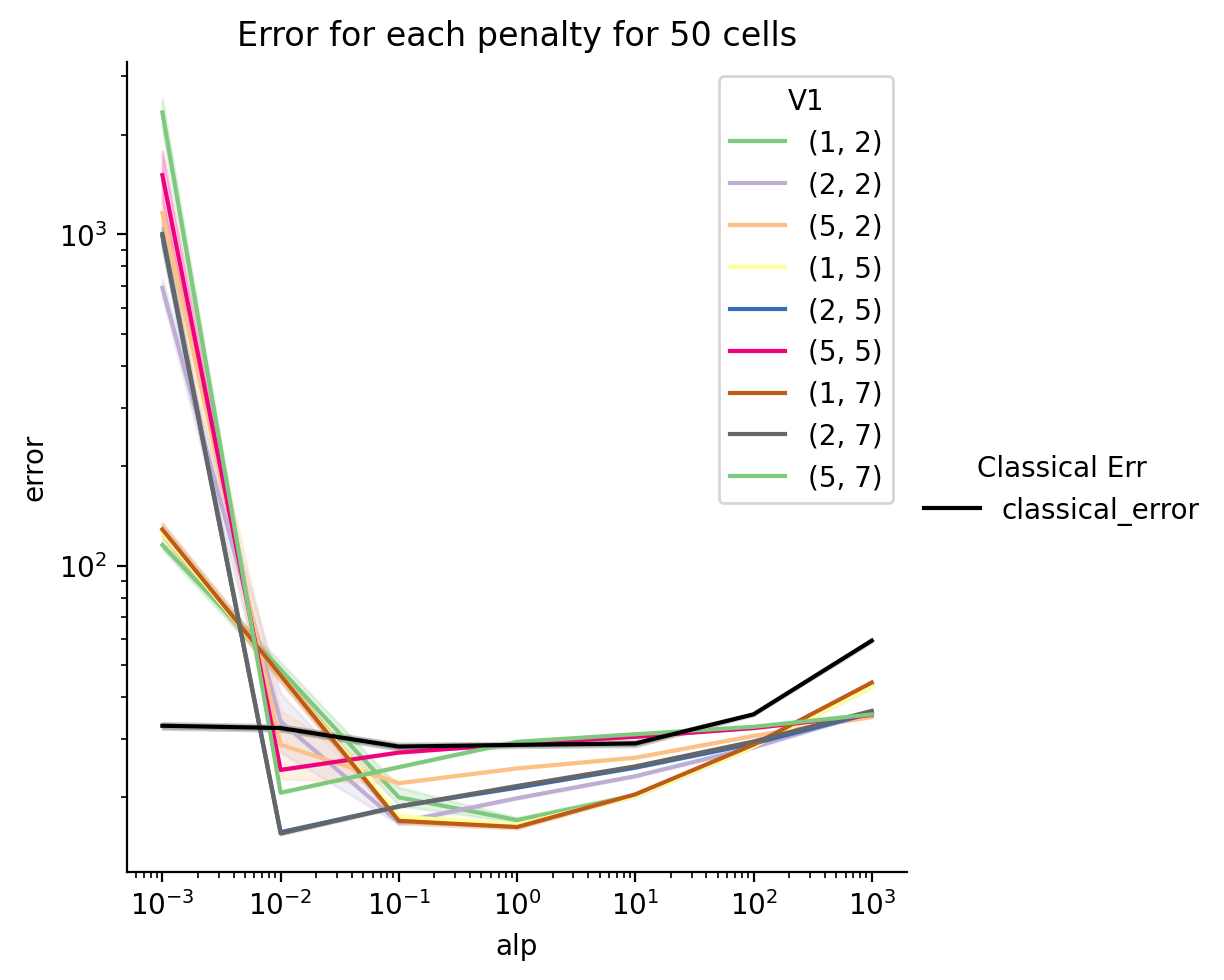 Error for each penalty for 50 cells
V1
(1, 2)
(2, 2)
(5, 2)
(1, 5)
(2, 5)
(5, 5)
(1, 7)
(2, 7)
(5, 7)
Classical Err
classical_error
error
10³
10²
10⁻³ 10⁻² 10⁻¹ 10⁰ 10¹ 10² 10³
alp